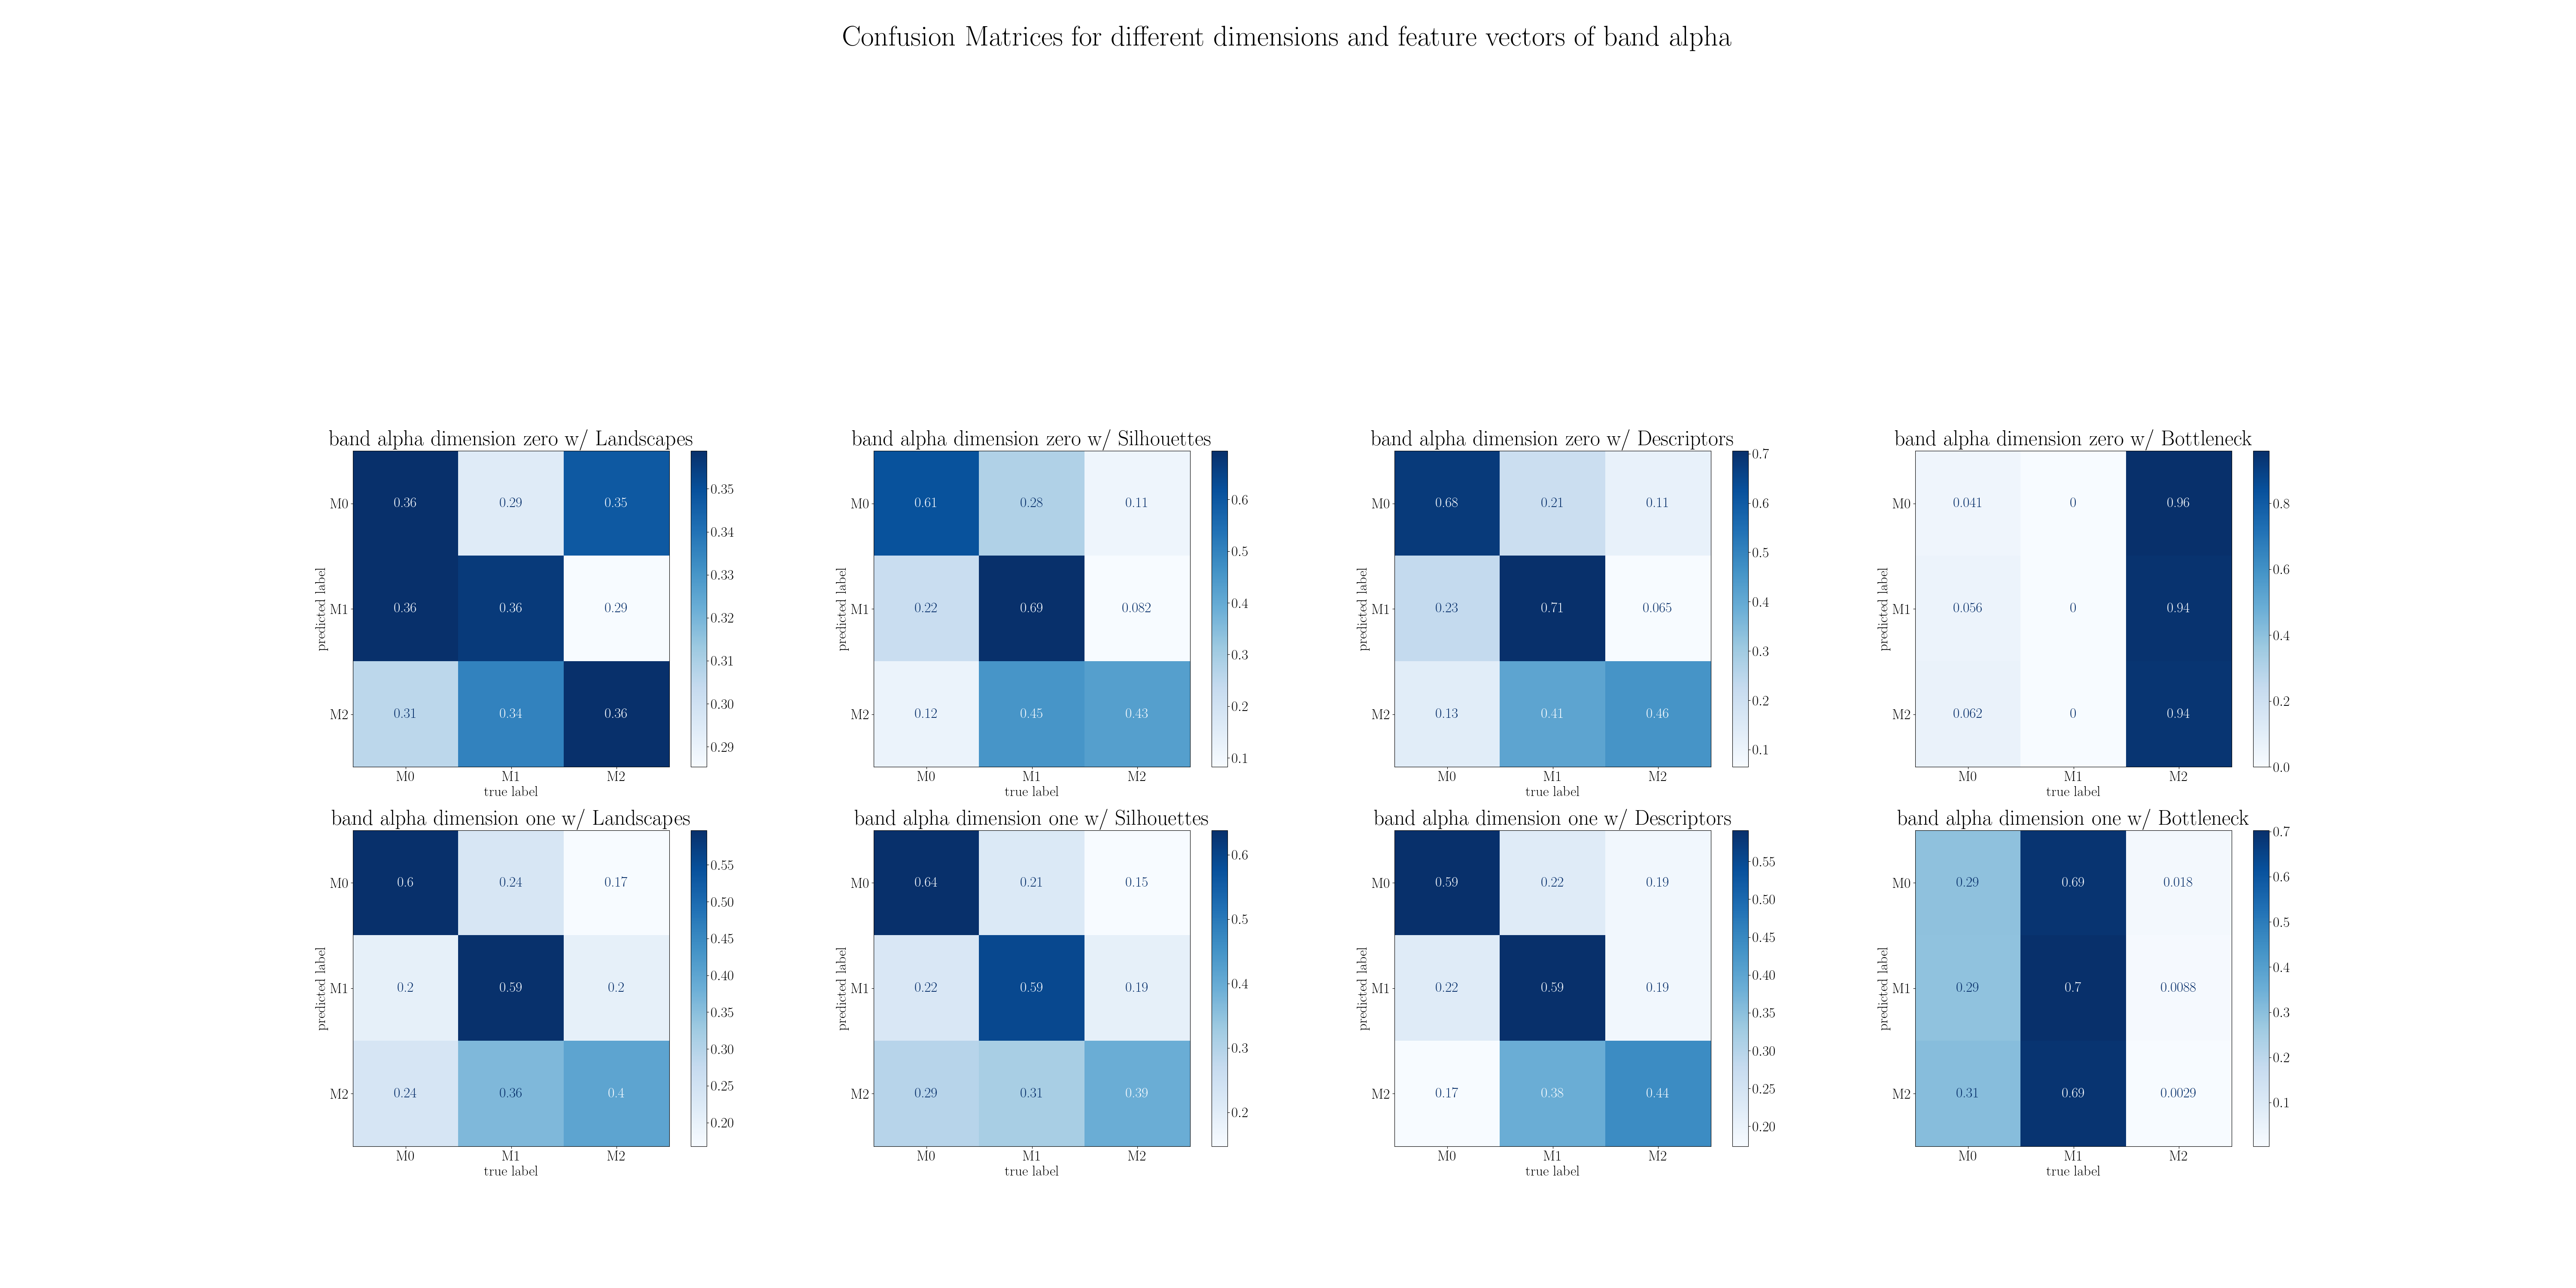 Confusion Matrices for different dimensions and feature vectors of band alpha
band alpha dimension zero w/ Landscapes
predicted label
M0 0.36 0.29 0.35
M1 0.36 0.36 0.29
M2 0.31 0.34 0.36
M0 M1 M2
true label
0.35
0.34
0.33
0.32
0.31
0.30
0.29
band alpha dimension zero w/ Silhouettes
predicted label
M0 0.61 0.28 0.11
M1 0.22 0.69 0.082
M2 0.12 0.45 0.43
M0 M1 M2
true label
0.6
0.5
0.4
0.3
0.2
0.1
band alpha dimension zero w/ Descriptors
predicted label
M0 0.68 0.21 0.11
M1 0.23 0.71 0.065
M2 0.13 0.41 0.46
M0 M1 M2
true label
0.7
0.6
0.5
0.4
0.3
0.2
0.1
band alpha dimension zero w/ Bottleneck
predicted label
M0 0.041 0 0.96
M1 0.056 0 0.94
M2 0.062 0 0.94
M0 M1 M2
true label
0.8
0.6
0.4
0.2
0.0
band alpha dimension one w/ Landscapes
predicted label
M0 0.6 0.24 0.17
M1 0.2 0.59 0.2
M2 0.24 0.36 0.4
M0 M1 M2
true label
0.55
0.50
0.45
0.40
0.35
0.30
0.25
0.20
band alpha dimension one w/ Silhouettes
predicted label
M0 0.64 0.21 0.15
M1 0.22 0.59 0.19
M2 0.29 0.31 0.39
M0 M1 M2
true label
0.6
0.5
0.4
0.3
0.2
band alpha dimension one w/ Descriptors
predicted label
M0 0.59 0.22 0.19
M1 0.22 0.59 0.19
M2 0.17 0.38 0.44
M0 M1 M2
true label
0.55
0.50
0.45
0.40
0.35
0.30
0.25
0.20
band alpha dimension one w/ Bottleneck
predicted label
M0 0.29 0.69 0.018
M1 0.29 0.7 0.0088
M2 0.31 0.69 0.0029
M0 M1 M2
true label
0.7
0.6
0.5
0.4
0.3
0.2
0.1